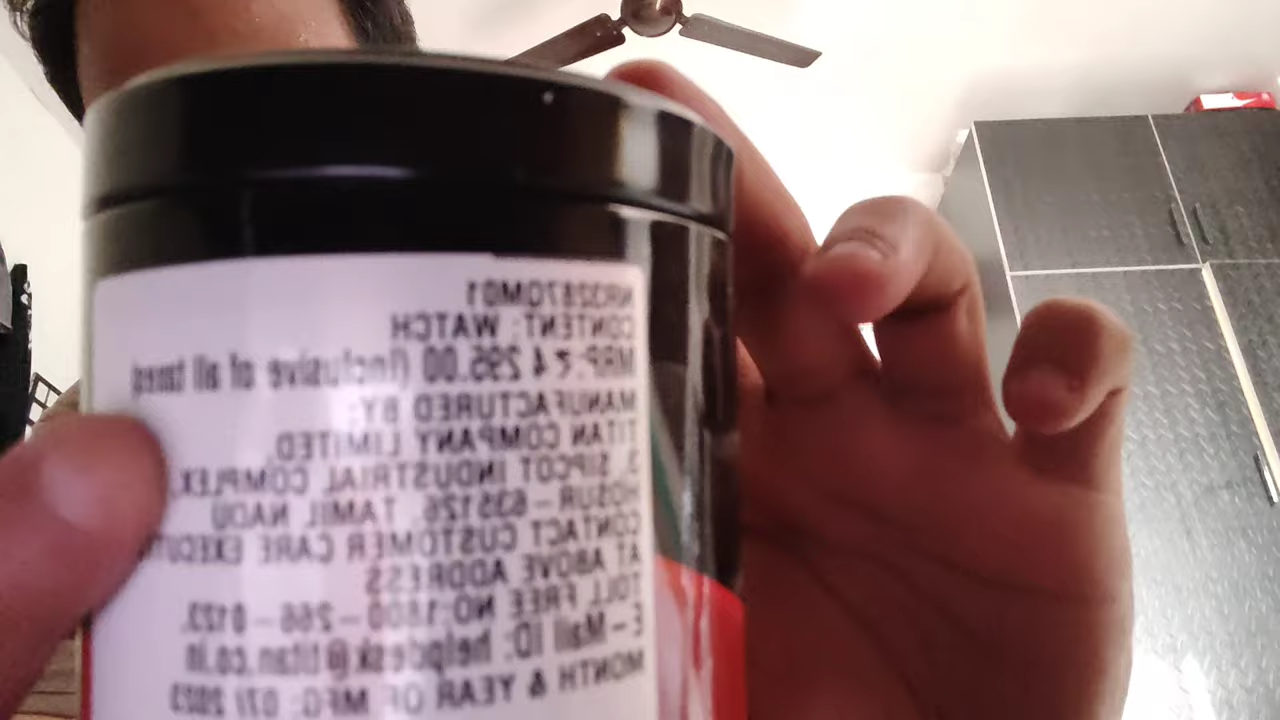 NR32870M01
CONTENT: WATCH
MRP: ₹ 4 295.00 (Inclusive of all taxes)
MANUFACTURED BY:
TITAN COMPANY LIMITED
3, SIPCOT INDUSTRIAL COMPLEX,
HOSUR - 635126, TAMIL NADU
CONTACT CUSTOMER CARE
AT ABOVE ADDRESS
TOLL FREE NO:1800-266-0123,
E-Mail ID: helpdesk@titan.co.in
MONTH & YEAR OF MFG: 07/ 2023